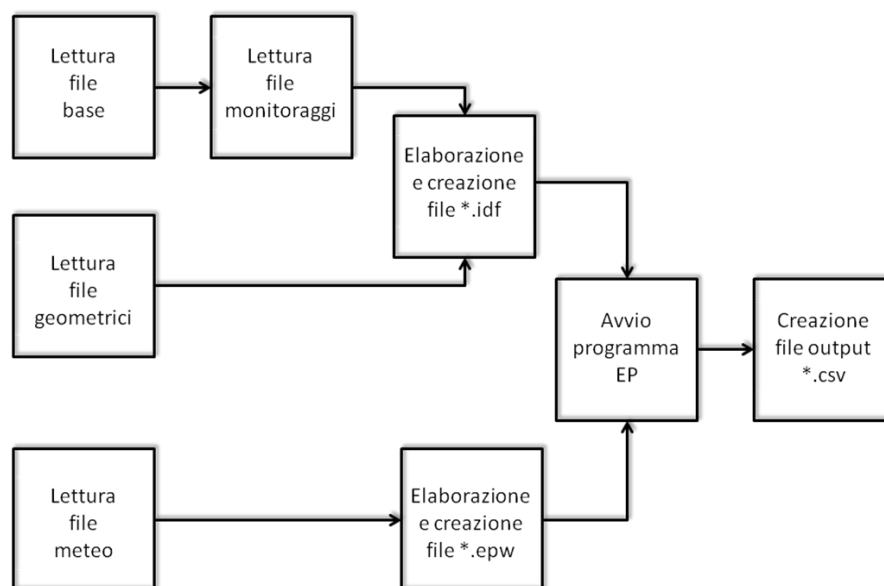 Lettura
file
base
Lettura
file
monitoraggi
Elaborazione
e creazione
file *.idf
Lettura
file
geometrici
Avvio
programma
EP
Creazione
file output
*.csv
Lettura
file
meteo
Elaborazione
e creazione
file *.epw